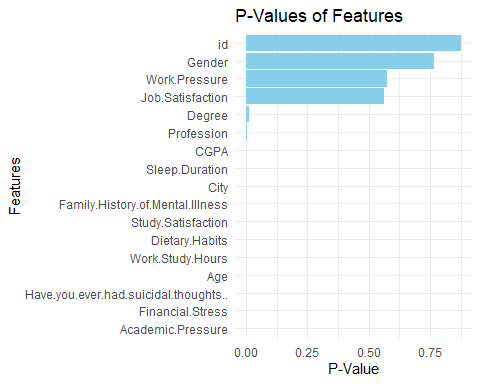 P-Values of Features
Features
id
Gender
Work.Pressure
Job.Satisfaction
Degree
Profession
CGPA
Sleep.Duration
City
Family.History.of.Mental.Illness
Study.Satisfaction
Dietary.Habits
Work.Study.Hours
Age
Have.you.ever.had.suicidal.thoughts..
Financial.Stress
Academic.Pressure
0.00 0.25 0.50 0.75
P-Value